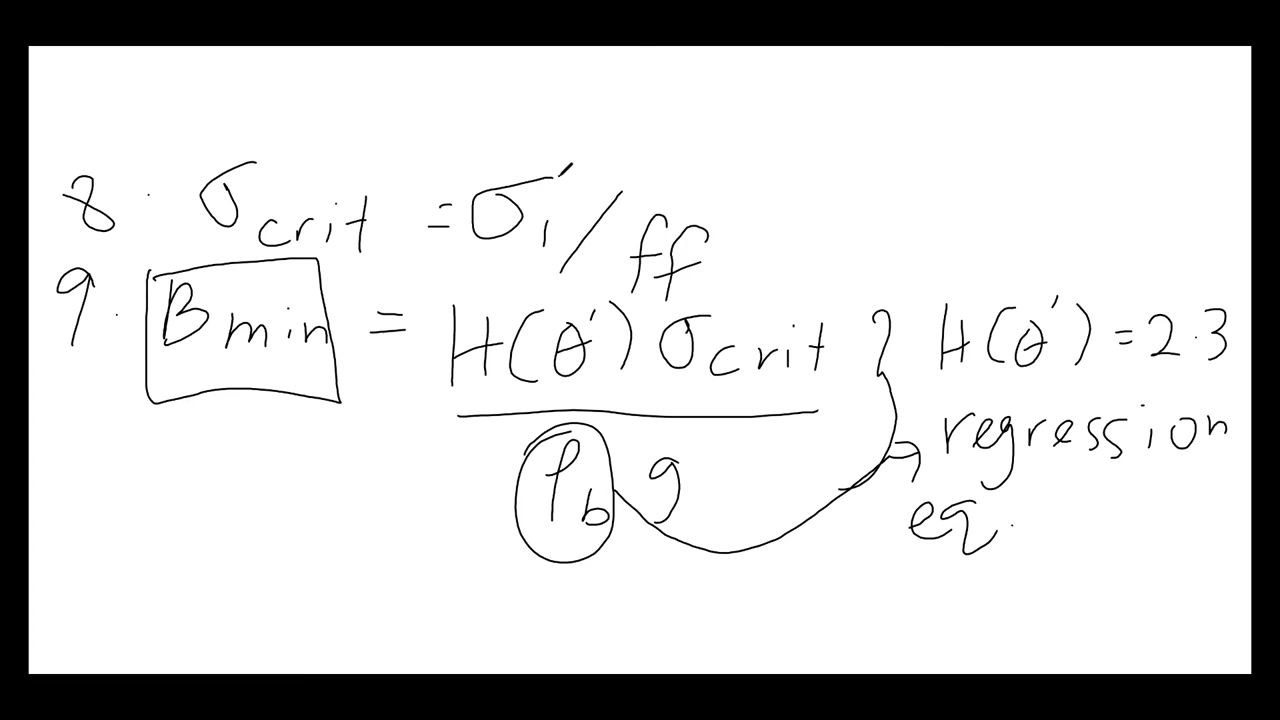 8. σcrit = σ₁'/ff
9. Bmin = H(θ')σcrit / ρb g } H(θ') = 2.3
→ regression
eq.